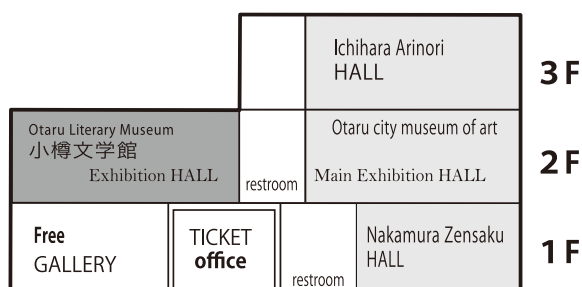 Ichihara Arinori
HALL
3F
Otaru Literary Museum
小樽文学館
Exhibition HALL
restroom
Otaru city museum of art
Main Exhibition HALL
2F
Free
GALLERY
TICKET
office
restroom
Nakamura Zensaku
HALL
1F